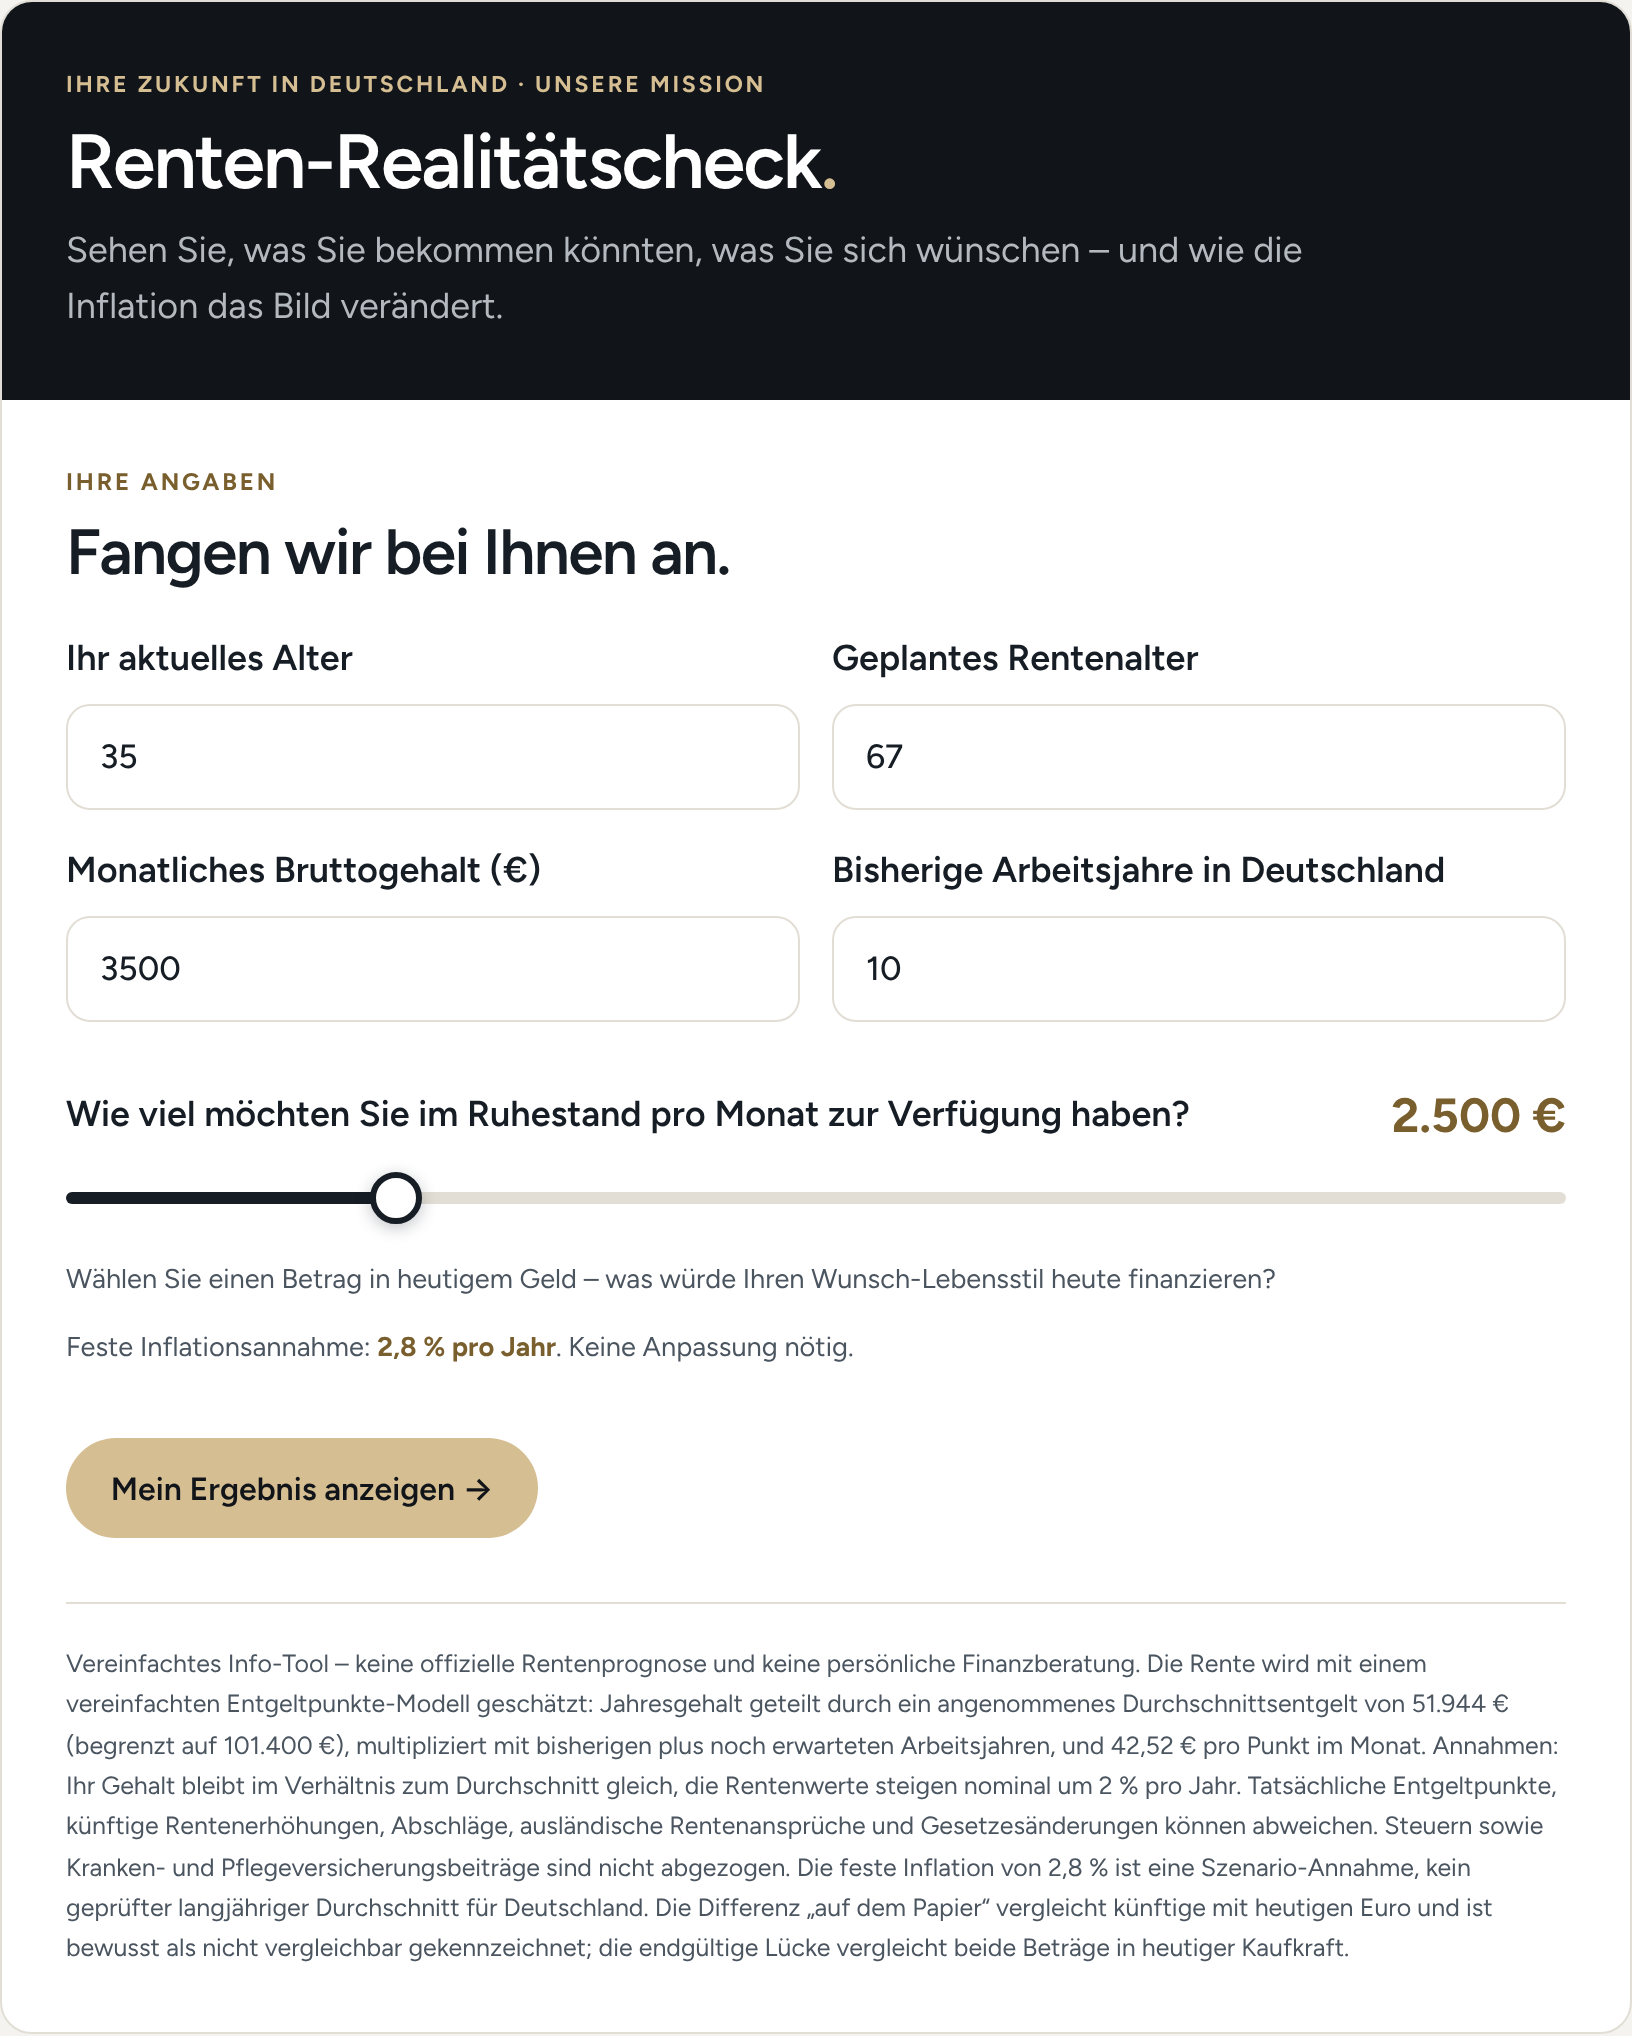 IHRE ZUKUNFT IN DEUTSCHLAND · UNSERE MISSION
Renten-Realitätscheck.
Sehen Sie, was Sie bekommen könnten, was Sie sich wünschen – und wie die
Inflation das Bild verändert.
IHRE ANGABEN
Fangen wir bei Ihnen an.
Ihr aktuelles Alter
Geplantes Rentenalter
35
67
Monatliches Bruttogehalt (€)
Bisherige Arbeitsjahre in Deutschland
3500
10
Wie viel möchten Sie im Ruhestand pro Monat zur Verfügung haben?
2.500 €
Wählen Sie einen Betrag in heutigem Geld – was würde Ihren Wunsch-Lebensstil heute finanzieren?
Feste Inflationsannahme: 2,8 % pro Jahr. Keine Anpassung nötig.
Mein Ergebnis anzeigen →
Vereinfachtes Info-Tool – keine offizielle Rentenprognose und keine persönliche Finanzberatung. Die Rente wird mit einem
vereinfachten Entgeltpunkte-Modell geschätzt: Jahresgehalt geteilt durch ein angenommenes Durchschnittsentgelt von 51.944 €
(begrenzt auf 101.400 €), multipliziert mit bisherigen plus noch erwarteten Arbeitsjahren, und 42,52 € pro Punkt im Monat. Annahmen:
Ihr Gehalt bleibt im Verhältnis zum Durchschnitt gleich, die Rentenwerte steigen nominal um 2 % pro Jahr. Tatsächliche Entgeltpunkte,
künftige Rentenerhöhungen, Abschläge, ausländische Rentenansprüche und Gesetzesänderungen können abweichen. Steuern sowie
Kranken- und Pflegeversicherungsbeiträge sind nicht abgezogen. Die feste Inflation von 2,8 % ist eine Szenario-Annahme, kein
geprüfter langjähriger Durchschnitt für Deutschland. Die Differenz „auf dem Papier“ vergleicht künftige mit heutigen Euro und ist
bewusst als nicht vergleichbar gekennzeichnet; die endgültige Lücke vergleicht beide Beträge in heutiger Kaufkraft.